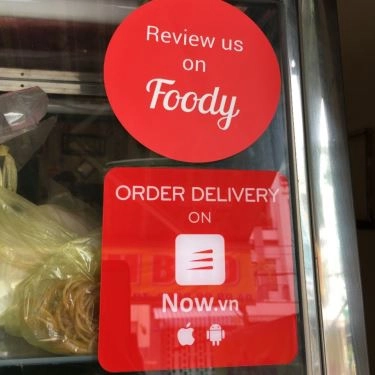 Review us
on
Foody
ORDER DELIVERY
ON
Now.vn